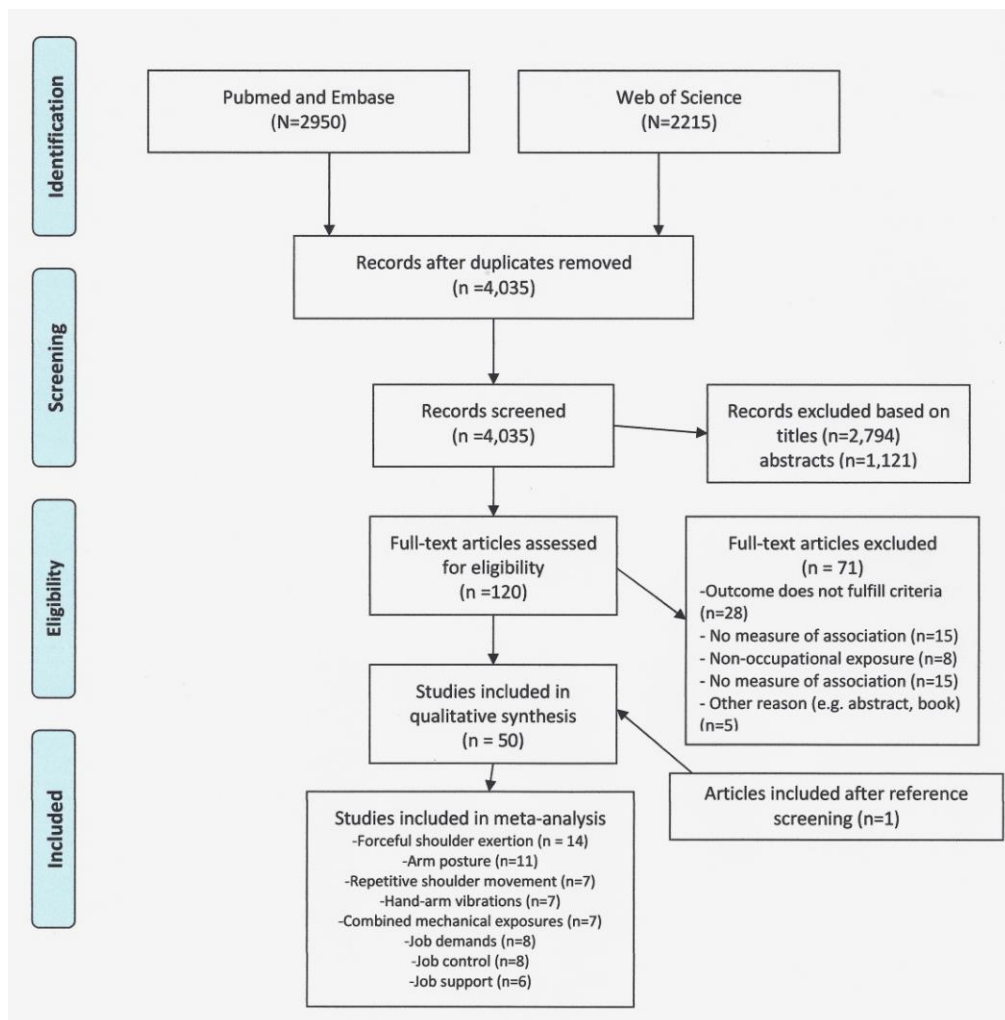 Identification
Pubmed and Embase
(N=2950)
Web of Science
(N=2215)
Records after duplicates removed
(n =4,035)
Screening
Records screened
(n =4,035)
Records excluded based on
titles (n=2,794)
abstracts (n=1,121)
Eligibility
Full-text articles assessed
for eligibility
(n =120)
Full-text articles excluded
(n = 71)
-Outcome does not fulfill criteria
(n=28)
- No measure of association (n=15)
- Non-occupational exposure (n=8)
- No measure of association (n=15)
- Other reason (e.g. abstract, book)
(n=5)
Studies included in
qualitative synthesis
(n = 50)
Articles included after reference
screening (n=1)
Included
Studies included in meta-analysis
-Forceful shoulder exertion (n = 14)
-Arm posture (n=11)
-Repetitive shoulder movement (n=7)
-Hand-arm vibrations (n=7)
-Combined mechanical exposures (n=7)
-Job demands (n=8)
-Job control (n=8)
-Job support (n=6)